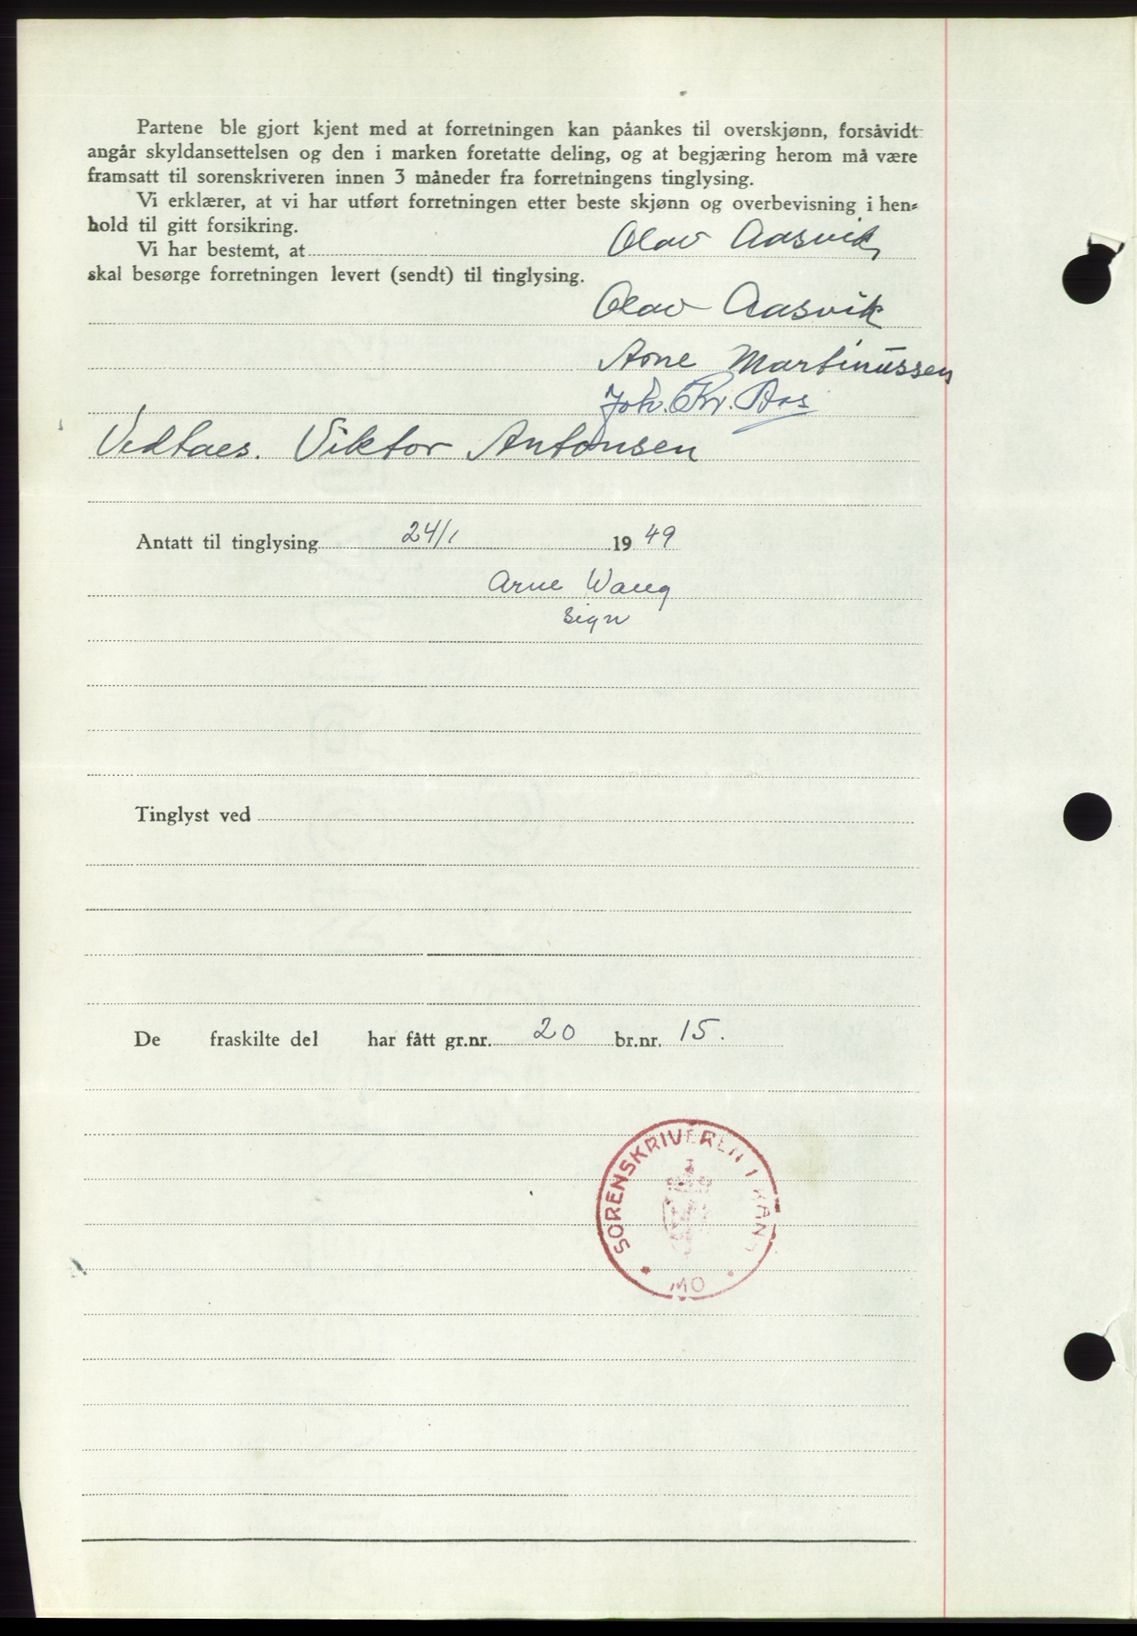 Partene ble gjort kjent med at forretningen kan påankes til overskjønn, forsåvidt
angår skyldansettelsen og den i marken foretatte deling, og at begjæring herom må være
framsatt til sorenskriveren innen 3 måneder fra forretningens tinglysing.
Vi erklærer, at vi har utført forretningen etter beste skjønn og overbevisning i hen-
hold til gitt forsikring.
Vi har bestemt, at Olav Aasvik,
skal besørge forretningen levert (sendt) til tinglysing.
Olav Aasvik
Arne Martinussen
Joh. Chr. Aas
Vedtaes. Viktor Antonsen
Antatt til tinglysing 24/1 1949
Arne Wang
sign
Tinglyst ved
De fraskilte del har fått gr.nr. 20 br.nr. 15.
SORENSKRIVEREN I RANA
MO